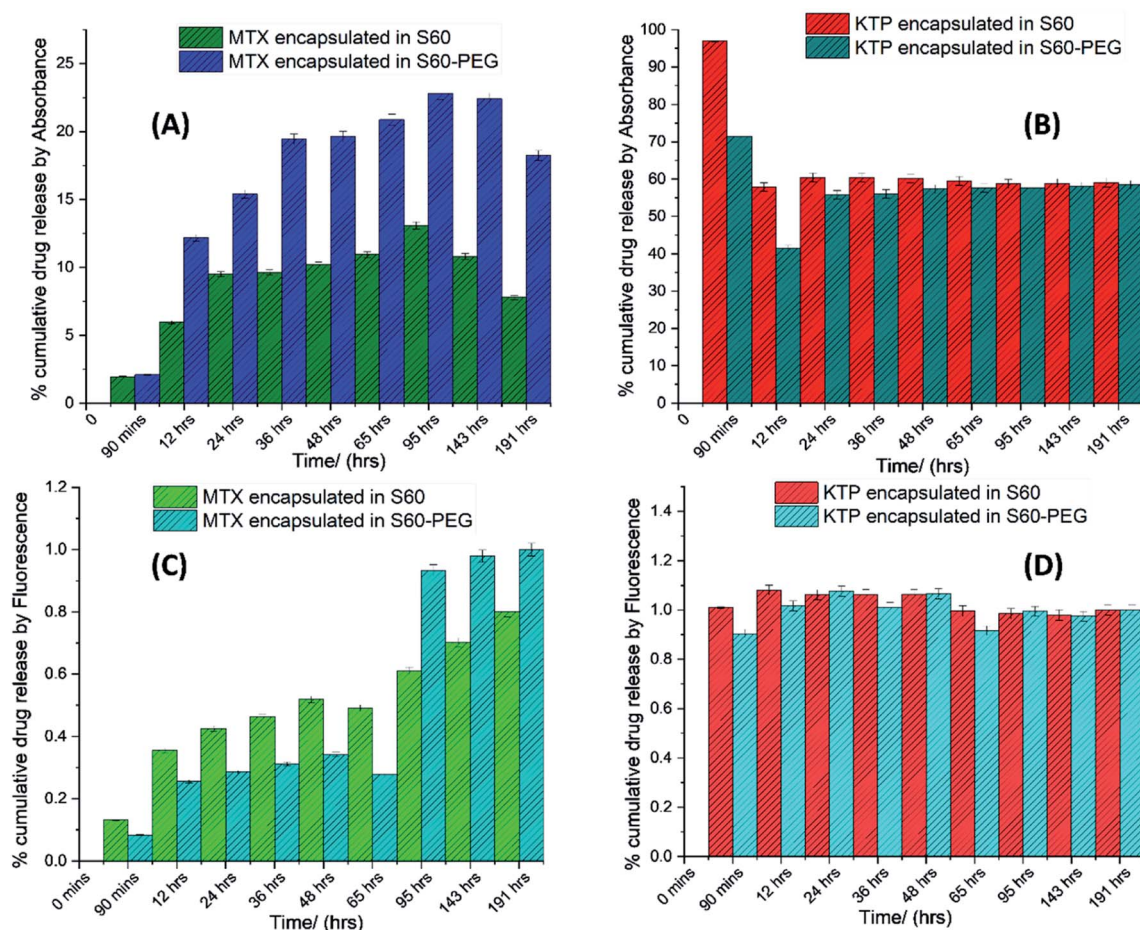 MTX encapsulated in S60
MTX encapsulated in S60-PEG
(A)
% cumulative drug release by Absorbance
25
20
15
10
5
0
0
90 mins
12 hrs
24 hrs
36 hrs
48 hrs
65 hrs
95 hrs
143 hrs
191 hrs
Time/ (hrs)
KTP encapsulated in S60
KTP encapsulated in S60-PEG
(B)
% cumulative drug release by Absorbance
100
90
80
70
60
50
40
30
20
10
0
0
90 mins
12 hrs
24 hrs
36 hrs
48 hrs
65 hrs
95 hrs
143 hrs
191 hrs
Time/ (hrs)
MTX encapsulated in S60
MTX encapsulated in S60-PEG
(C)
% cumulative drug release by Fluorescence
1.2
1.0
0.8
0.6
0.4
0.2
0.0
0 mins
90 mins
12 hrs
24 hrs
36 hrs
48 hrs
65 hrs
95 hrs
143 hrs
191 hrs
Time/ (hrs)
KTP encapsulated in S60
KTP encapsulated in S60-PEG
(D)
% cumulative drug release by Fluorescence
1.4
1.2
1.0
0.8
0.6
0.4
0.2
0.0
0 mins
90 mins
12 hrs
24 hrs
36 hrs
48 hrs
65 hrs
95 hrs
143 hrs
191 hrs
Time/ (hrs)